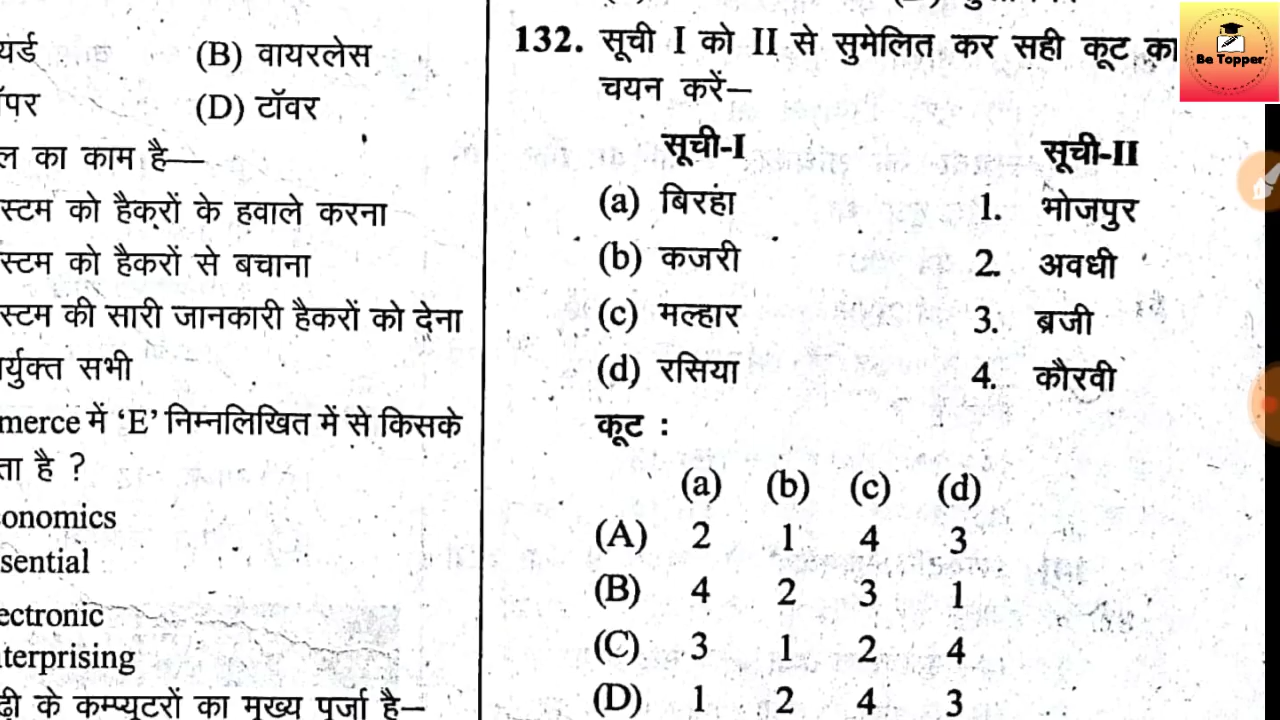 यर्ड (B) वायरलेस
ॉपर (D) टॉवर
ल का काम है—
स्टम को हैकरों के हवाले करना
स्टम को हैकरों से बचाना
स्टम की सारी जानकारी हैकरों को देना
र्युक्त सभी
merce में ‘E’ निम्नलिखित में से किसके
ता है ?
onomics
sential
ectronic
terprising
ढ़ी के कम्प्यूटरों का मुख्य पुर्जा है—
132. सूची I को II से सुमेलित कर सही कूट का
चयन करें—
सूची-I सूची-II
(a) बिरहा 1. भोजपुर
(b) कजरी 2. अवधी
(c) मल्हार 3. ब्रजी
(d) रसिया 4. कौरवी
कूट :
(a) (b) (c) (d)
(A) 2 1 4 3
(B) 4 2 3 1
(C) 3 1 2 4
(D) 1 2 4 3
Be Topper